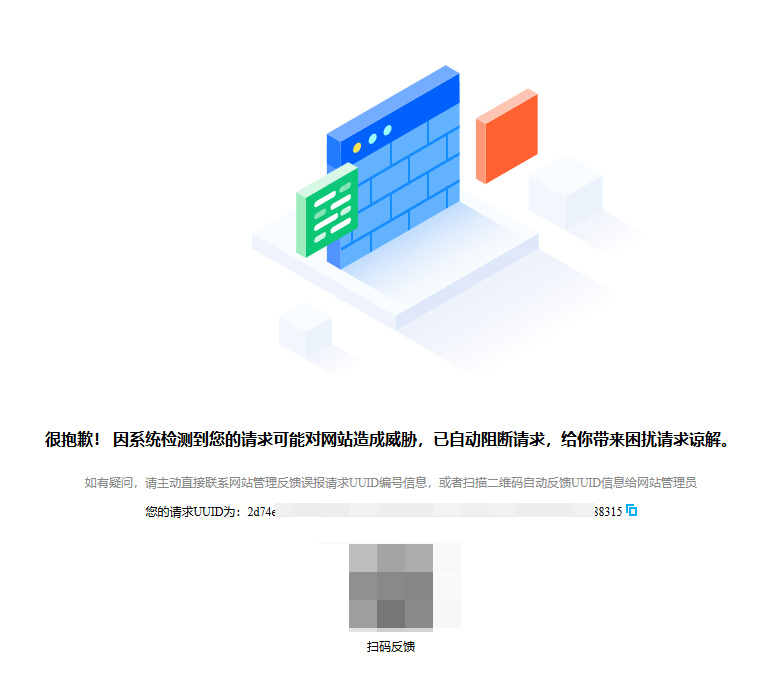 很抱歉！ 因系统检测到您的请求可能对网站造成威胁，已自动阻断请求，给你带来困扰请求谅解。
如有疑问，请主动直接联系网站管理反馈误报请求UUID编号信息，或者扫描二维码自动反馈UUID信息给网站管理员
您的请求UUID为：2d74e 88315
扫码反馈